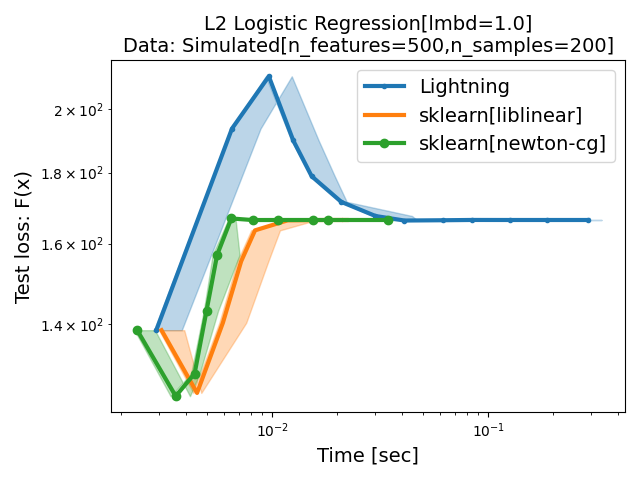 L2 Logistic Regression[lmbd=1.0]
Data: Simulated[n_features=500,n_samples=200]
Lightning
sklearn[liblinear]
sklearn[newton-cg]
Test loss: F(x)
2 × 10²
1.8 × 10²
1.6 × 10²
1.4 × 10²
10⁻² 10⁻¹
Time [sec]